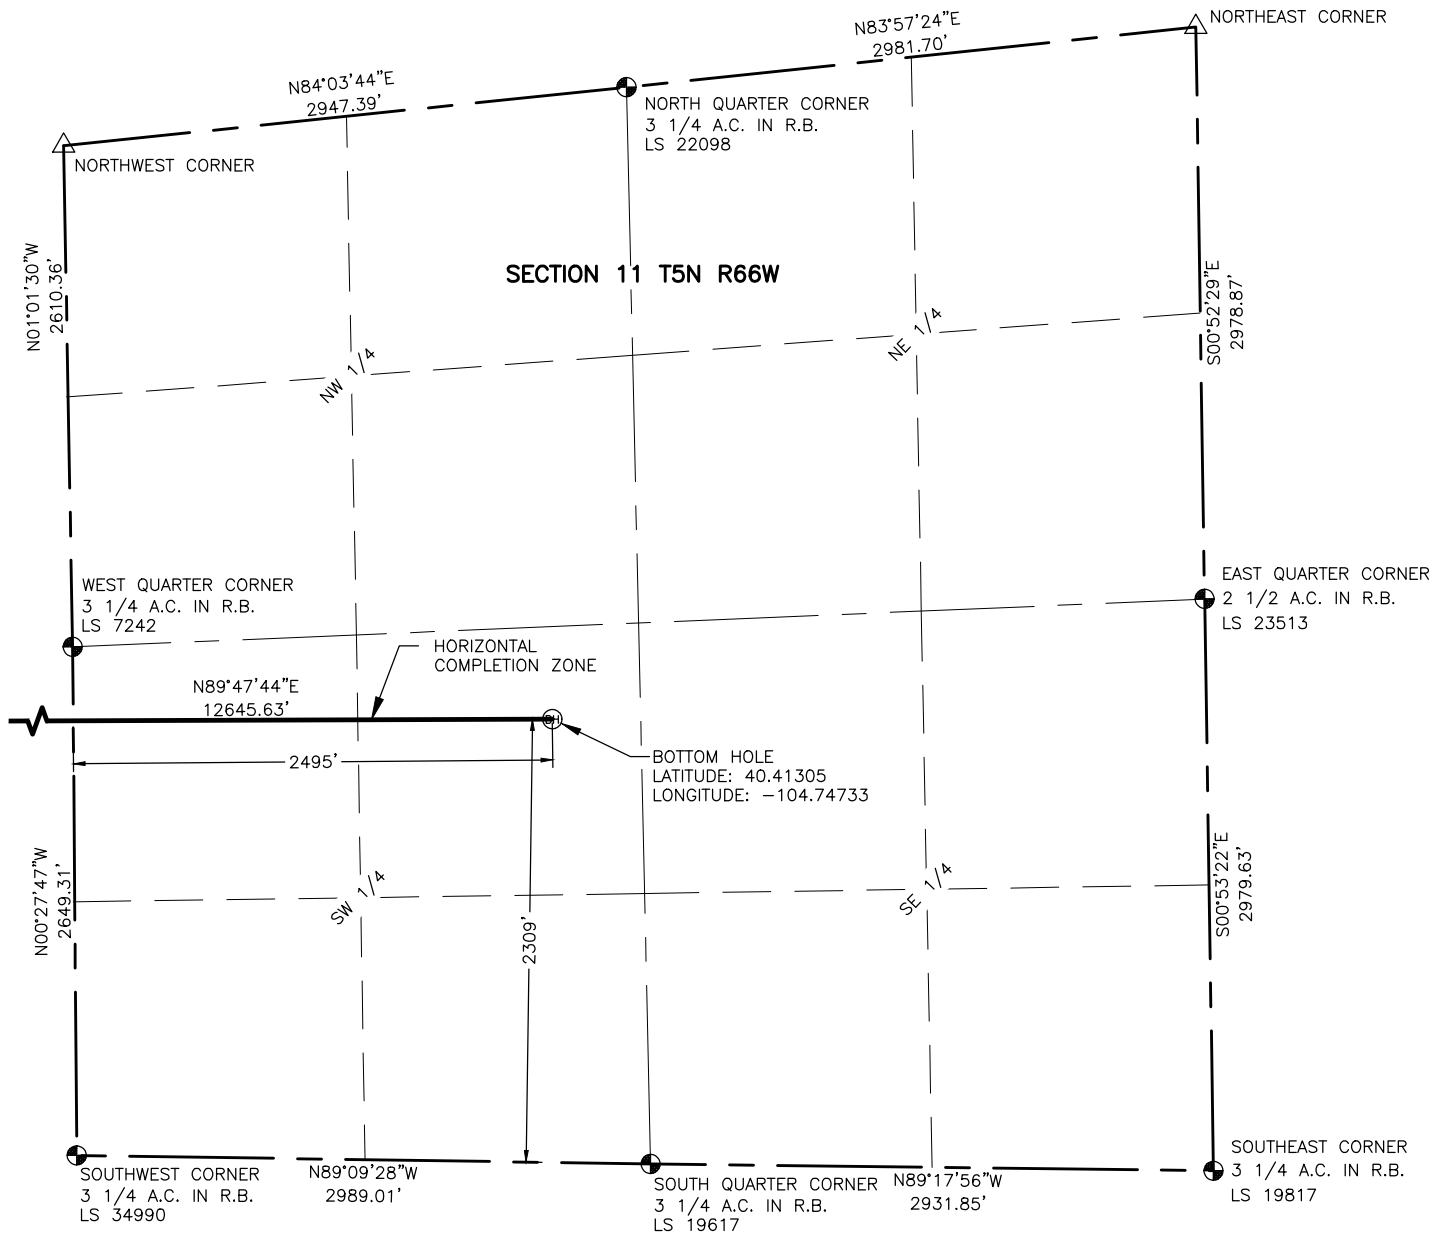 N83°57'24"E
2981.70'
NORTHEAST CORNER
N84°03'44"E
2947.39'
NORTH QUARTER CORNER
3 1/4 A.C. IN R.B.
LS 22098
NORTHWEST CORNER
N01°01'30"W
2610.36'
SECTION 11 T5N R66W
S00°52'29"E
2978.87'
NW 1/4
NE 1/4
WEST QUARTER CORNER
3 1/4 A.C. IN R.B.
LS 7242
EAST QUARTER CORNER
2 1/2 A.C. IN R.B.
LS 23513
HORIZONTAL
COMPLETION ZONE
N89°47'44"E
12645.63'
BH
2495'
BOTTOM HOLE
LATITUDE: 40.41305
LONGITUDE: -104.74733
N00°27'47"W
2649.31'
SW 1/4
2309'
SE 1/4
S00°53'22"E
2979.63'
SOUTHWEST CORNER
3 1/4 A.C. IN R.B.
LS 34990
N89°09'28"W
2989.01'
SOUTH QUARTER CORNER
3 1/4 A.C. IN R.B.
LS 19617
N89°17'56"W
2931.85'
SOUTHEAST CORNER
3 1/4 A.C. IN R.B.
LS 19817